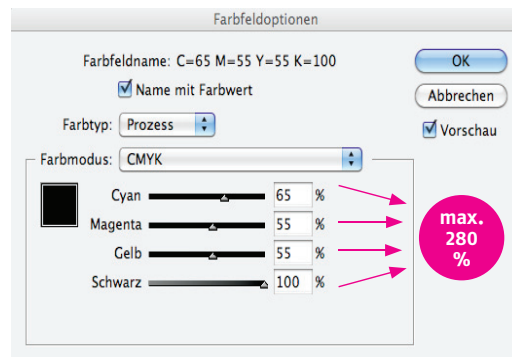 Farbfeldoptionen
Farbfeldname: C=65 M=55 Y=55 K=100
Name mit Farbwert
Farbtyp: Prozess
Farbmodus: CMYK
Cyan 65 %
Magenta 55 %
Gelb 55 %
Schwarz 100 %
OK
Abbrechen
Vorschau
max.
280
%